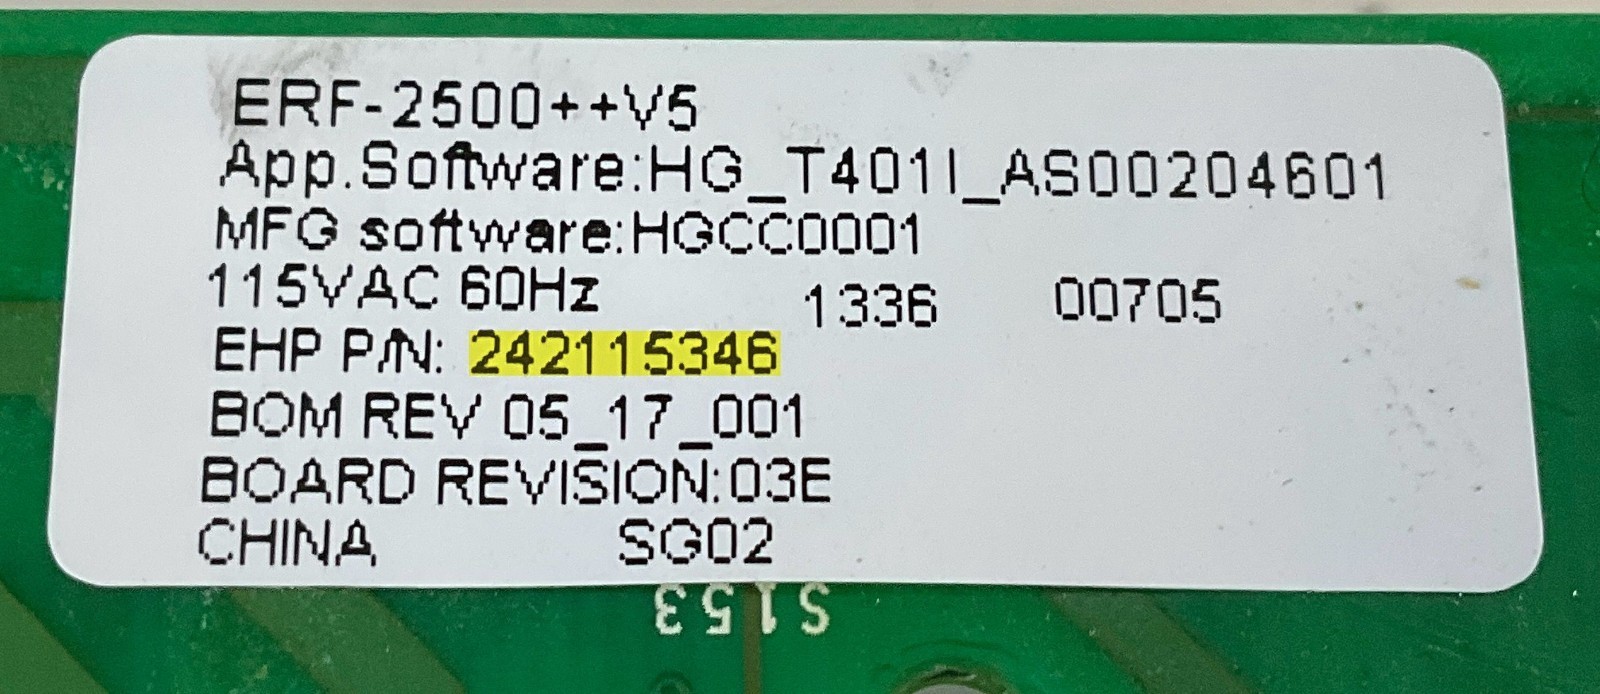 ERF-2500++V5
App.Software:HG_T401I_AS00204601
MFG software:HGCC0001
115VAC 60Hz 1336 00705
EHP P/N: 242115346
BOM REV 05_17_001
BOARD REVISION:03E
CHINA SG02
S153